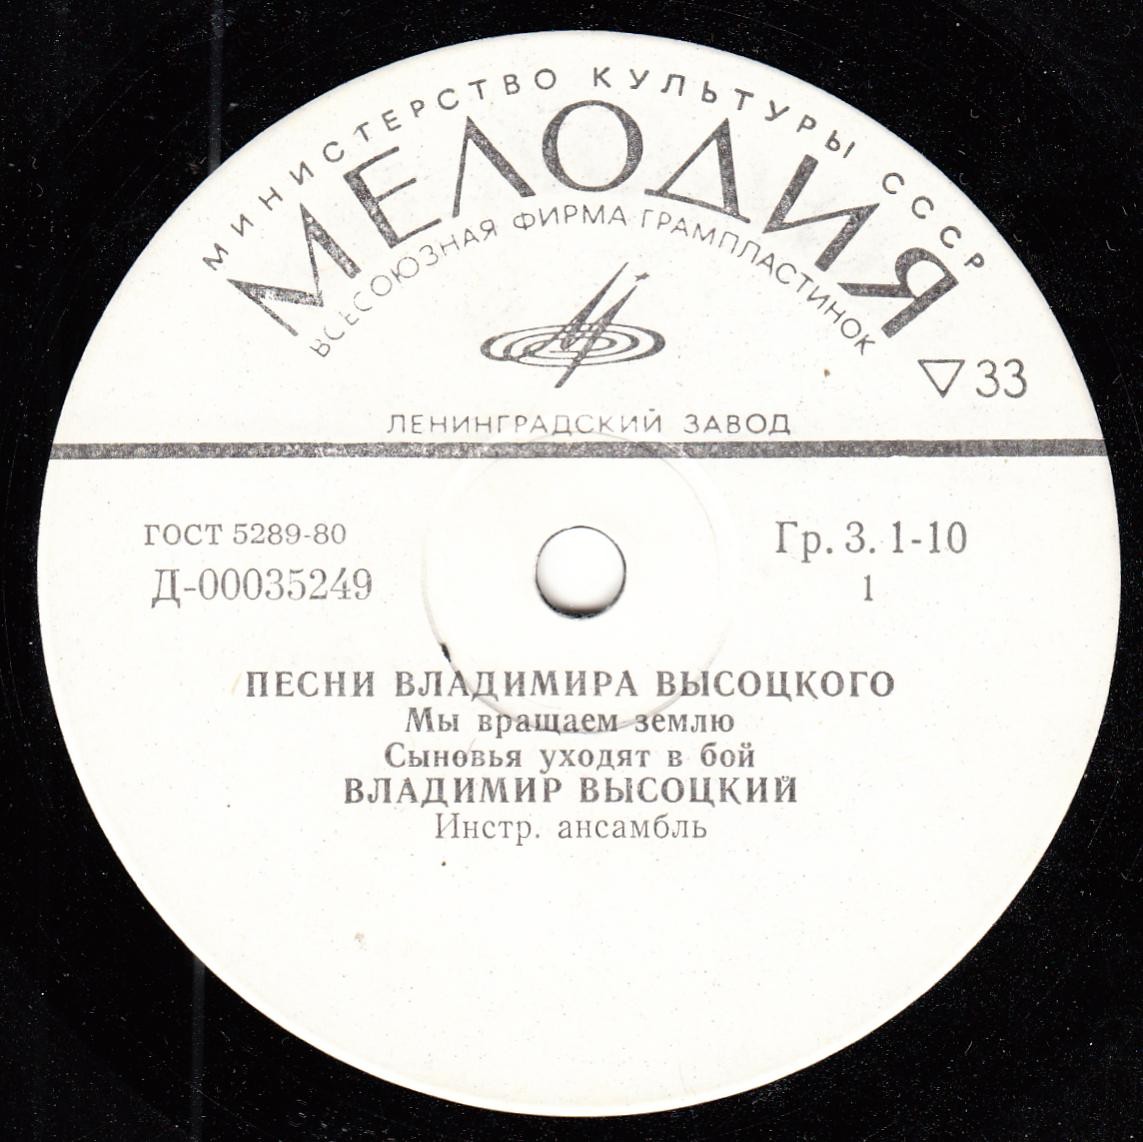 МИНИСТЕРСТВО КУЛЬТУРЫ СССР
МЕЛОДИЯ
ВСЕСОЮЗНАЯ ФИРМА ГРАМПЛАСТИНОК
33
ЛЕНИНГРАДСКИЙ ЗАВОД
ГОСТ 5289-80
Гр. 3. 1-10
Д-00035249
1
ПЕСНИ ВЛАДИМИРА ВЫСОЦКОГО
Мы вращаем землю
Сыновья уходят в бой
ВЛАДИМИР ВЫСОЦКИЙ
Инстр. ансамбль